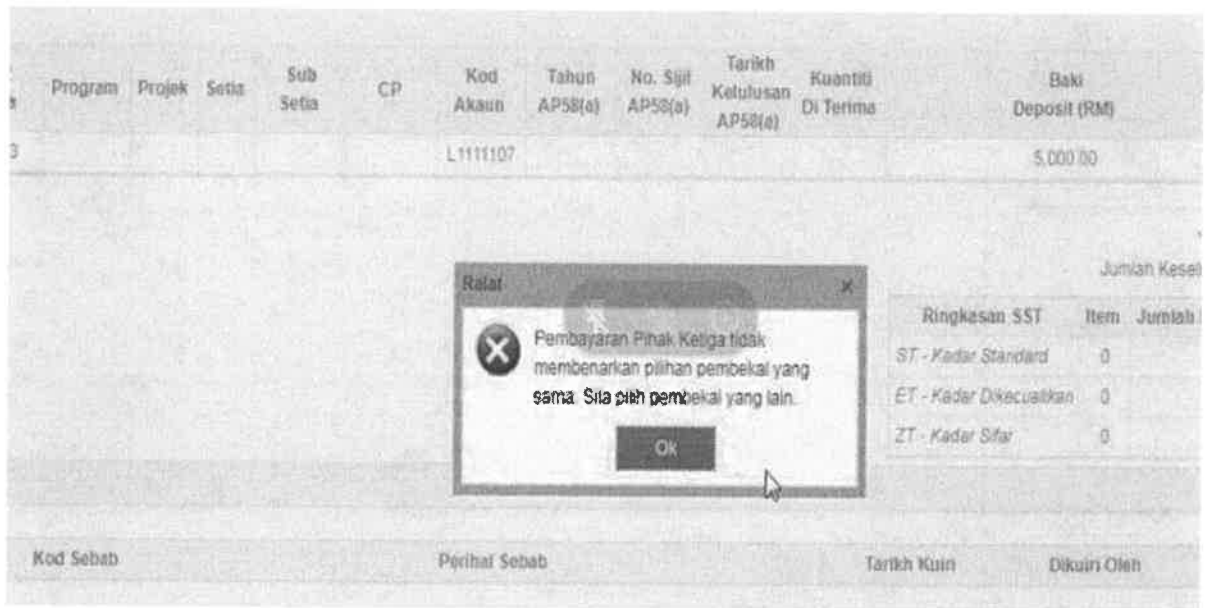 Program Projek Setia Sub Setia CP Kod Akaun Tahun AP58(a) No. Sijil AP58(a) Tarikh Kelulusan AP58(a) Kuantiti Di Terima Baki Deposit (RM)
3 L1111107 5,000.00
Ralat
Pembayaran Pihak Ketiga tidak
membenarkan pilihan pembekal yang
sama. Sila pilih pembekal yang lain.
Ok
Jumlah
Ringkasan SST Item Jumlah
ST - Kadar Standard 0
ET - Kadar Dikecualikan 0
ZT - Kadar Sifar 0
Kod Sebab Perihal Sebab Tarikh Kuiri Dikuiri Oleh